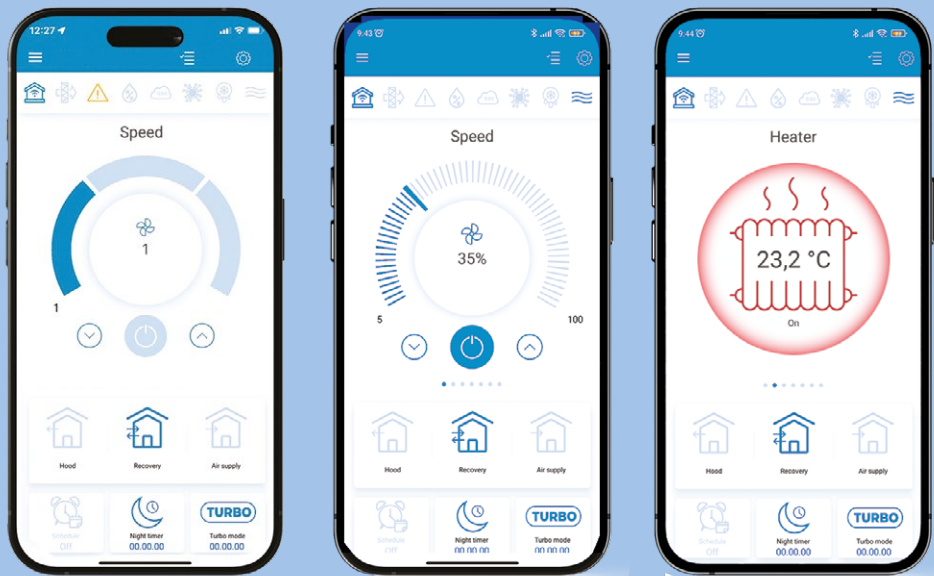 12:27
Speed
1
1
Hood
Recovery
Air supply
Schedule
Off
Night timer
00.00.00
TURBO
Turbo mode
00.00.00
9:43
Speed
35%
5
100
Hood
Recovery
Air supply
Schedule
Off
Night timer
00.00.00
TURBO
Turbo mode
00.00.00
9:44
Heater
23,2 °C
On
Hood
Recovery
Air supply
Schedule
Off
Night timer
00.00.00
TURBO
Turbo mode
00.00.00